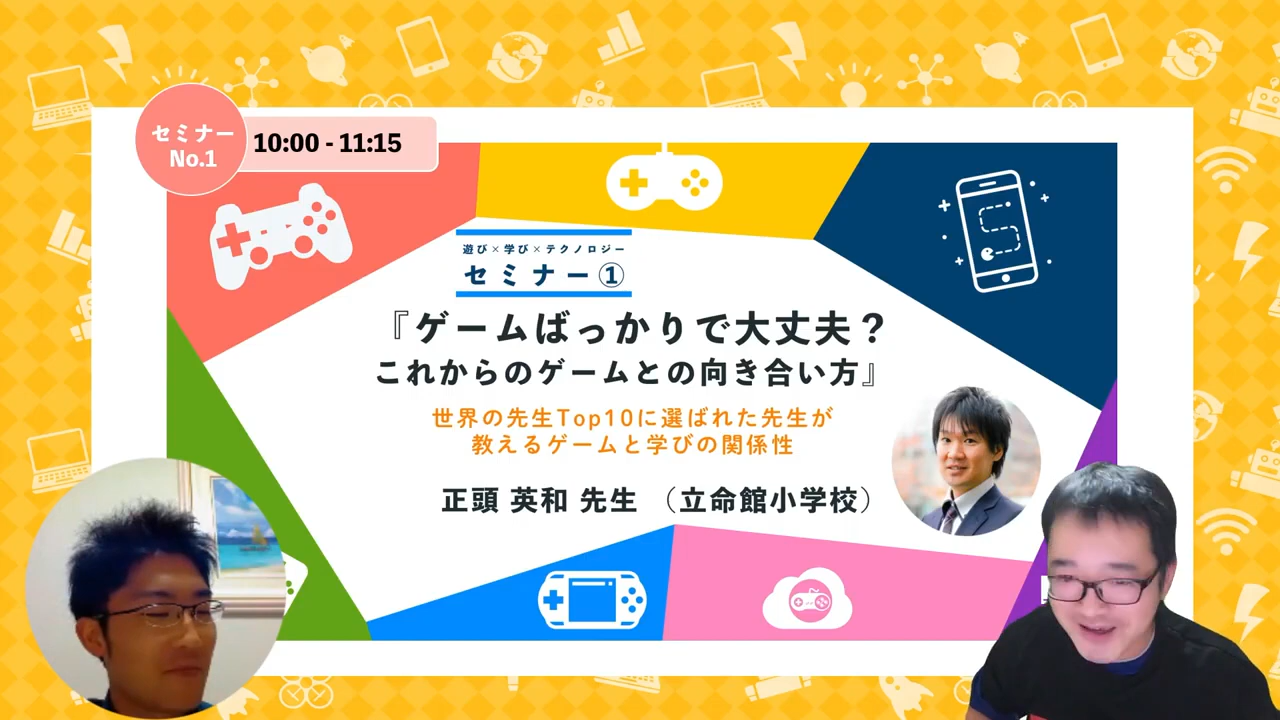 セミナー
No.1
10:00 - 11:15
遊び×学び×テクノロジー
セミナー①
『ゲームばっかりで大丈夫？
これからのゲームとの向き合い方』
世界の先生Top10に選ばれた先生が
教えるゲームと学びの関係性
正頭 英和 先生 （立命館小学校）